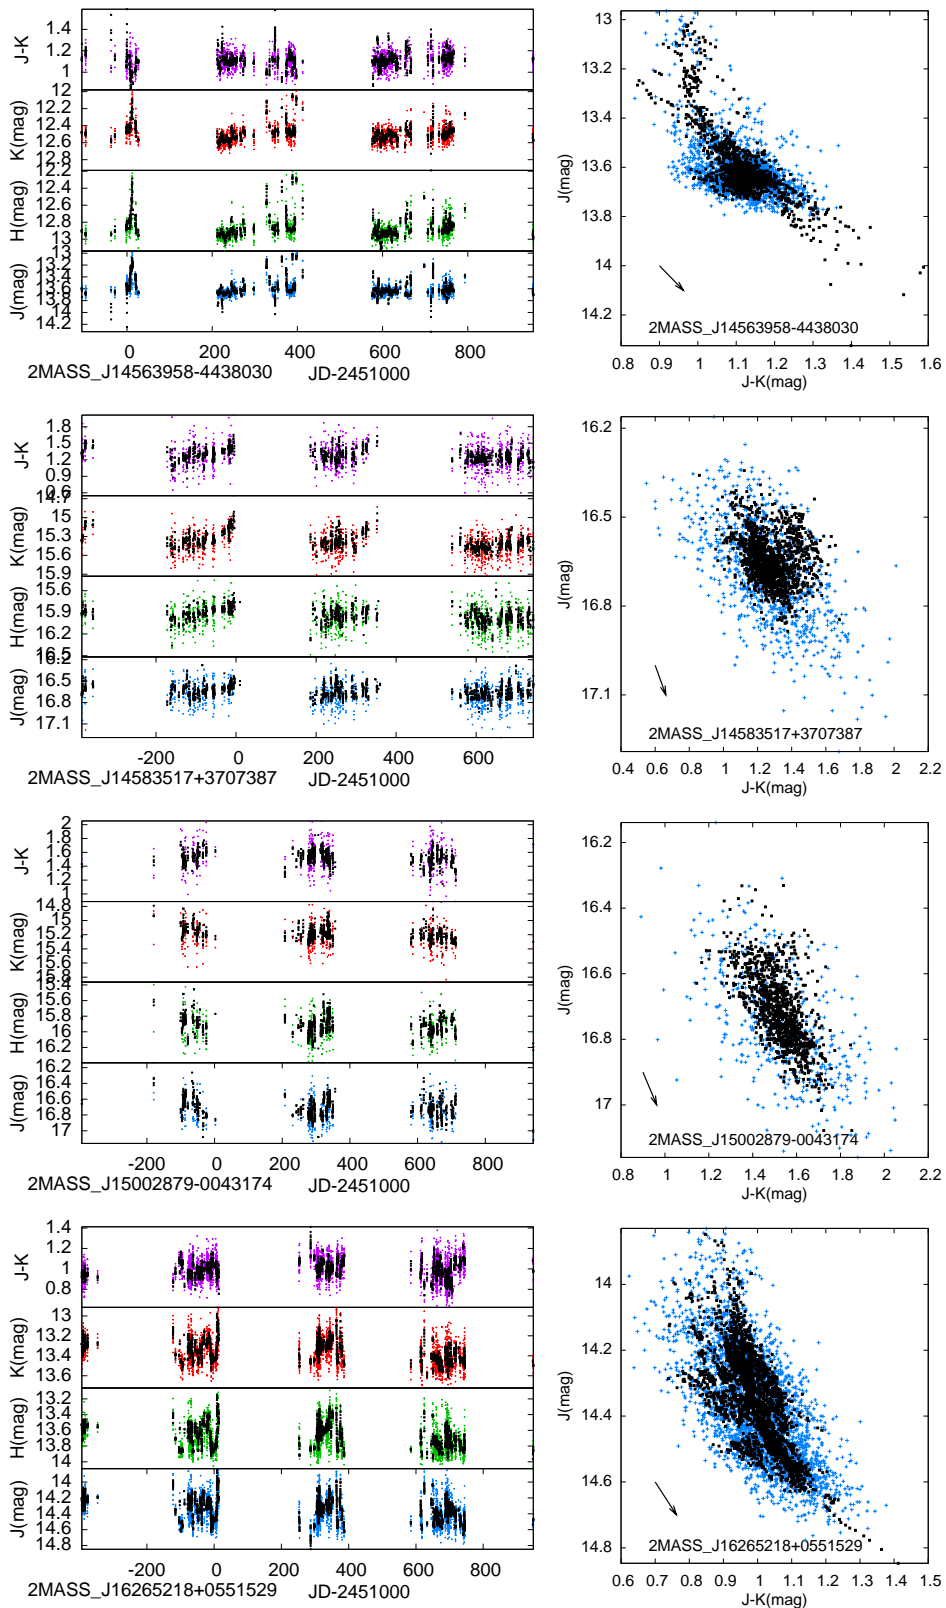 J-K
1.4
1.2
1
K(mag)
12
12.2
12.4
12.6
12.8
H(mag)
12.2
12.4
12.8
13
J(mag)
13
13.2
13.4
13.6
13.8
14
14.2
0 200 400 600 800
2MASS_J14563958-4438030 JD-2451000
J(mag)
13
13.2
13.4
13.6
13.8
14
14.2
2MASS_J14563958-4438030
0.8 0.9 1 1.1 1.2 1.3 1.4 1.5 1.6
J-K(mag)
J-K
1.8
1.5
1.2
0.9
0.6
K(mag)
14.7
15
15.3
15.6
15.9
H(mag)
15.6
15.9
16.2
16.5
J(mag)
16.2
16.5
16.8
17.1
-200 0 200 400 600
2MASS_J14583517+3707387 JD-2451000
J(mag)
16.2
16.5
16.8
17.1
2MASS_J14583517+3707387
0.4 0.6 0.8 1 1.2 1.4 1.6 1.8 2 2.2
J-K(mag)
J-K
2
1.8
1.6
1.4
1.2
1
K(mag)
14.8
15
15.2
15.4
15.6
15.8
H(mag)
15.4
15.6
15.8
16
16.2
J(mag)
16.2
16.4
16.6
16.8
17
-200 0 200 400 600 800
2MASS_J15002879-0043174 JD-2451000
J(mag)
16.2
16.4
16.6
16.8
17
2MASS_J15002879-0043174
0.8 1 1.2 1.4 1.6 1.8 2 2.2
J-K(mag)
J-K
1.4
1.2
1
0.8
K(mag)
13
13.2
13.4
13.6
H(mag)
13.2
13.4
13.6
13.8
14
J(mag)
14
14.2
14.4
14.6
14.8
-200 0 200 400 600 800
2MASS_J16265218+0551529 JD-2451000
J(mag)
14
14.2
14.4
14.6
14.8
2MASS_J16265218+0551529
0.6 0.7 0.8 0.9 1 1.1 1.2 1.3 1.4 1.5
J-K(mag)